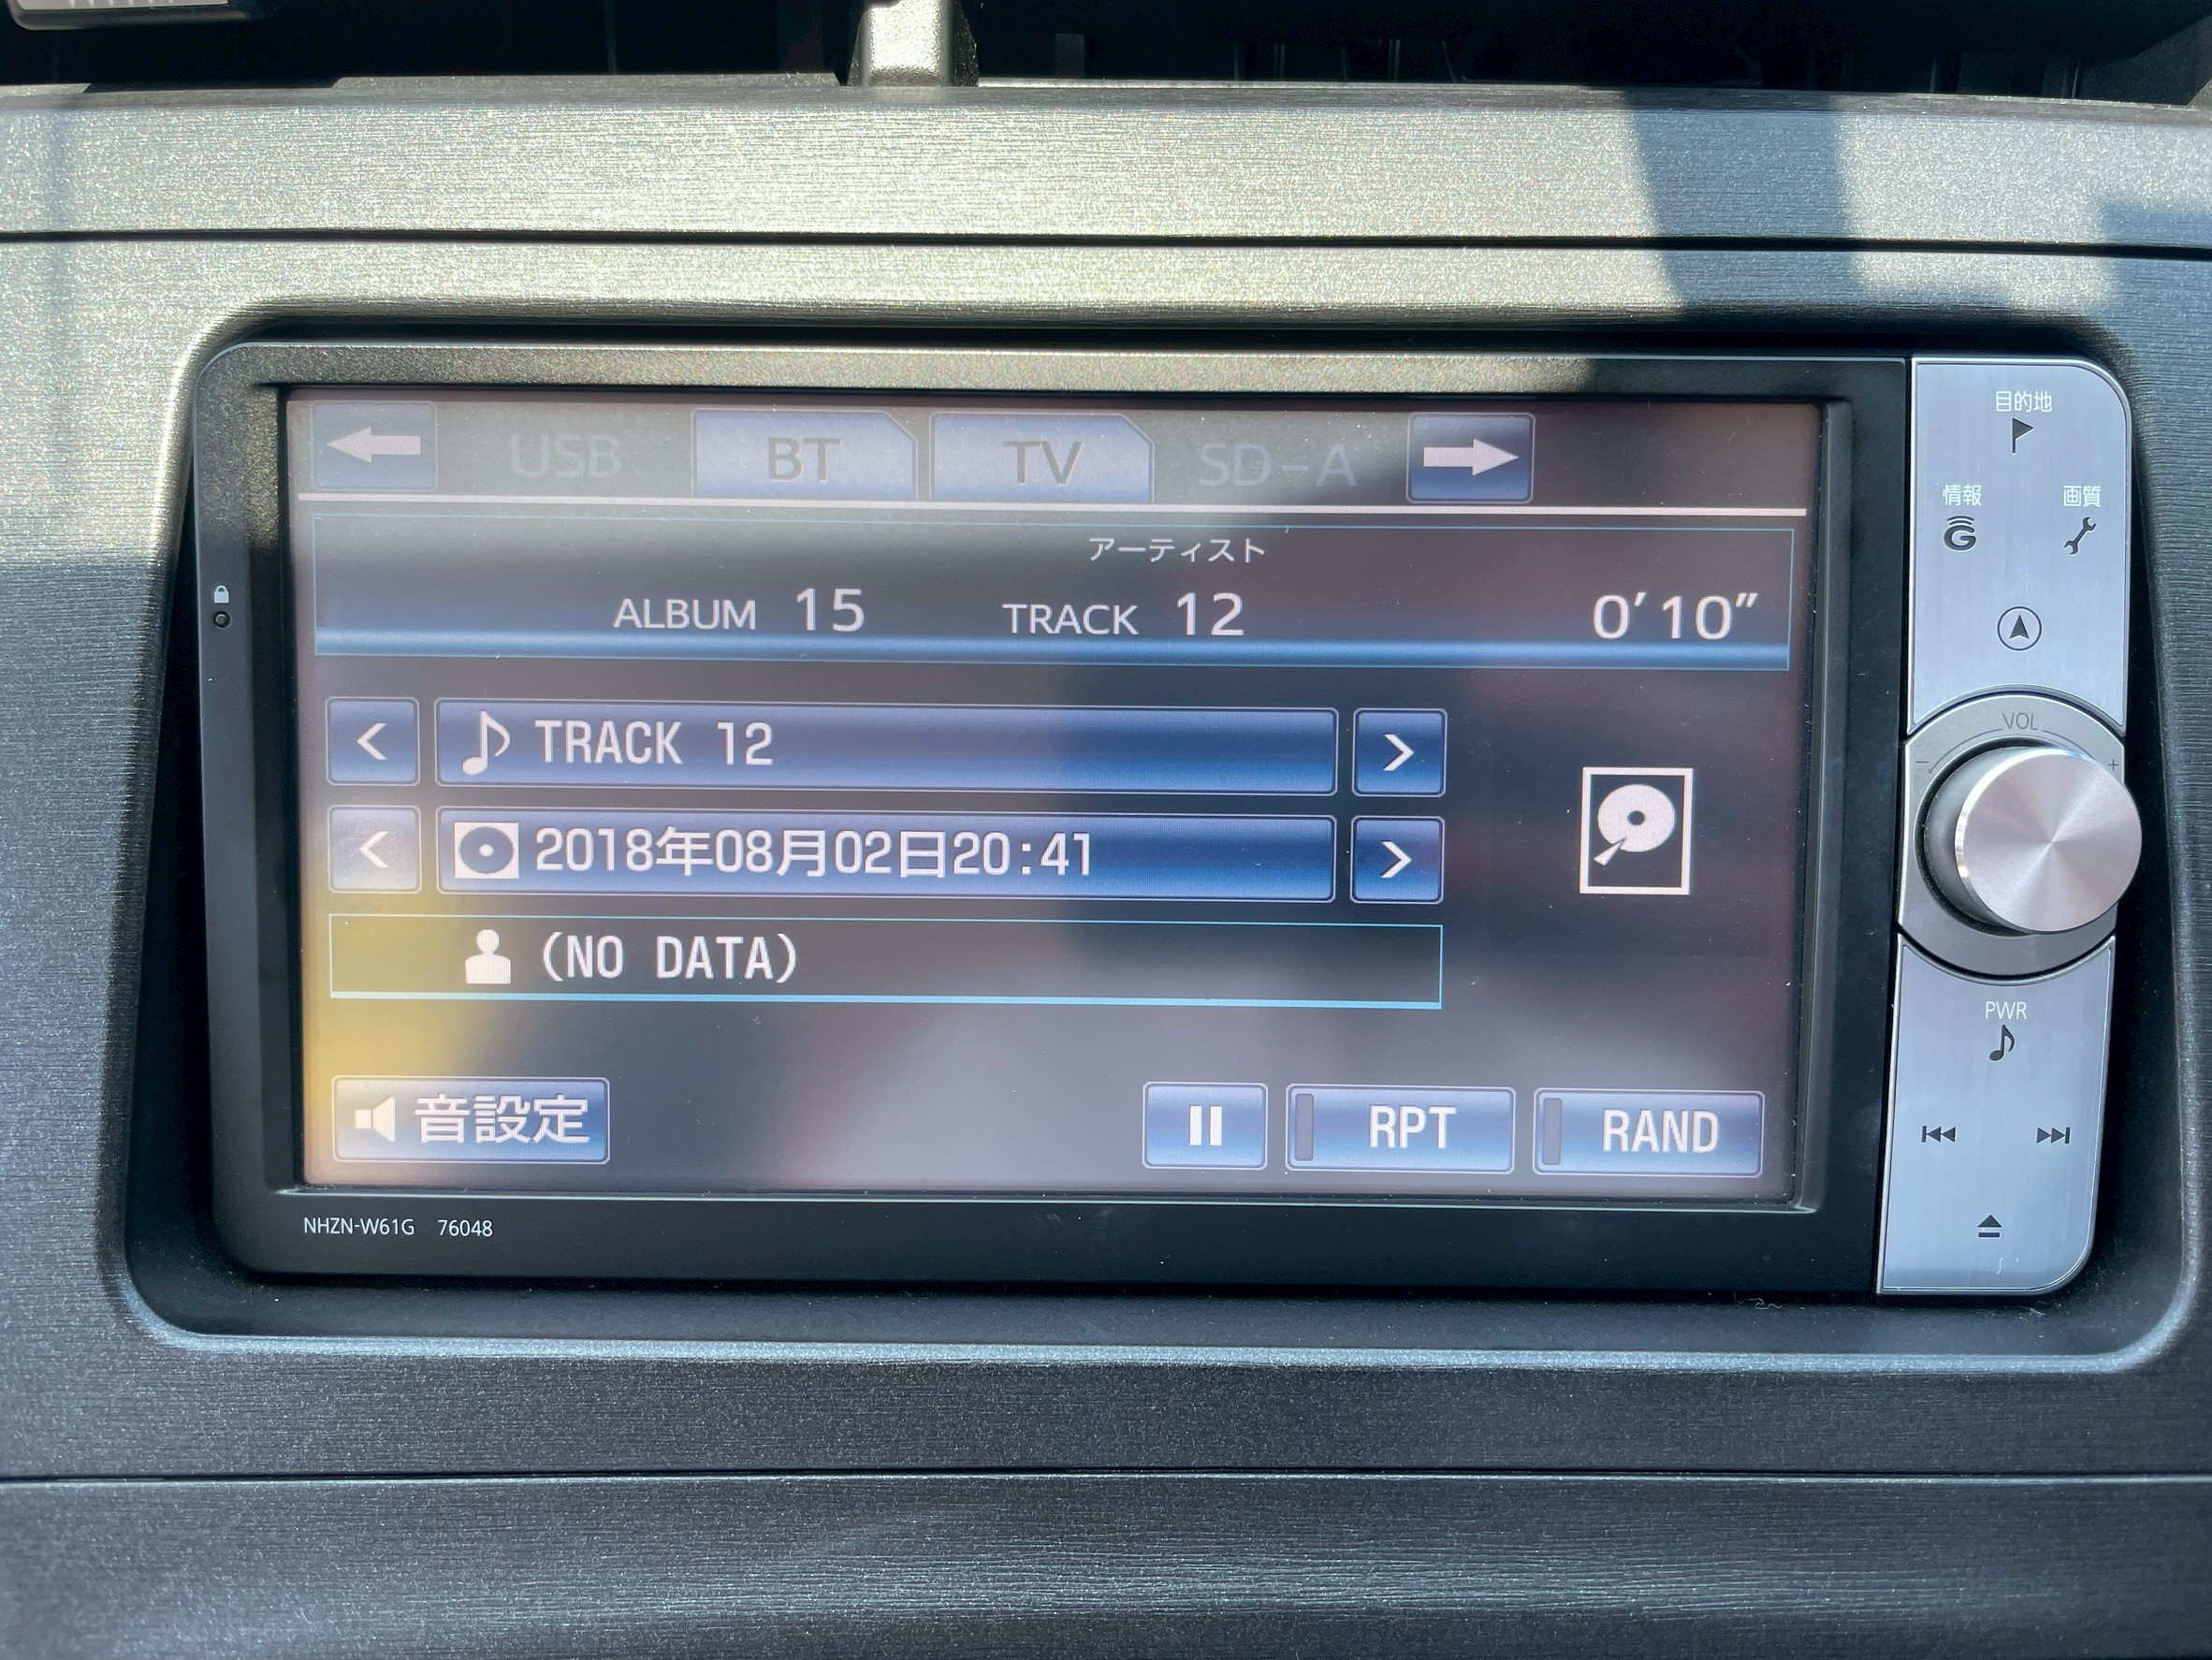 USB BT TV SD-A
アーティスト
ALBUM 15 TRACK 12 0'10"
TRACK 12
2018年08月02日20:41
(NO DATA)
音設定 RPT RAND
NHZN-W61G 76048
目的地
情報 画質
G
VOL
- +
PWR